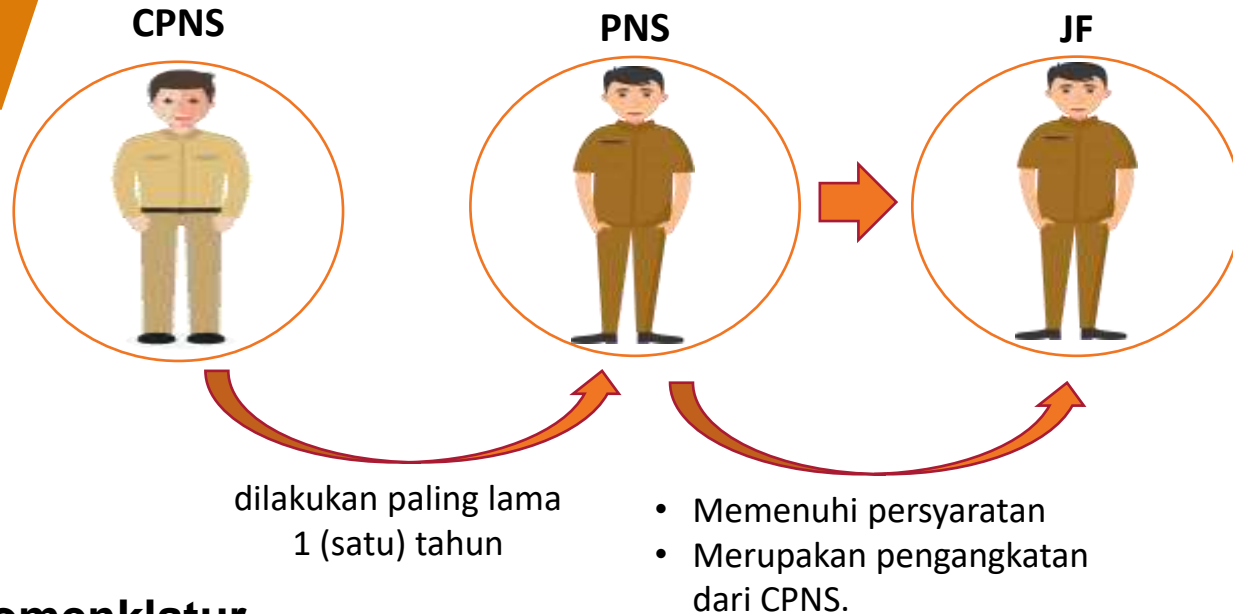 CPNS
PNS
JF
dilakukan paling lama
1 (satu) tahun
• Memenuhi persyaratan
• Merupakan pengangkatan
dari CPNS.